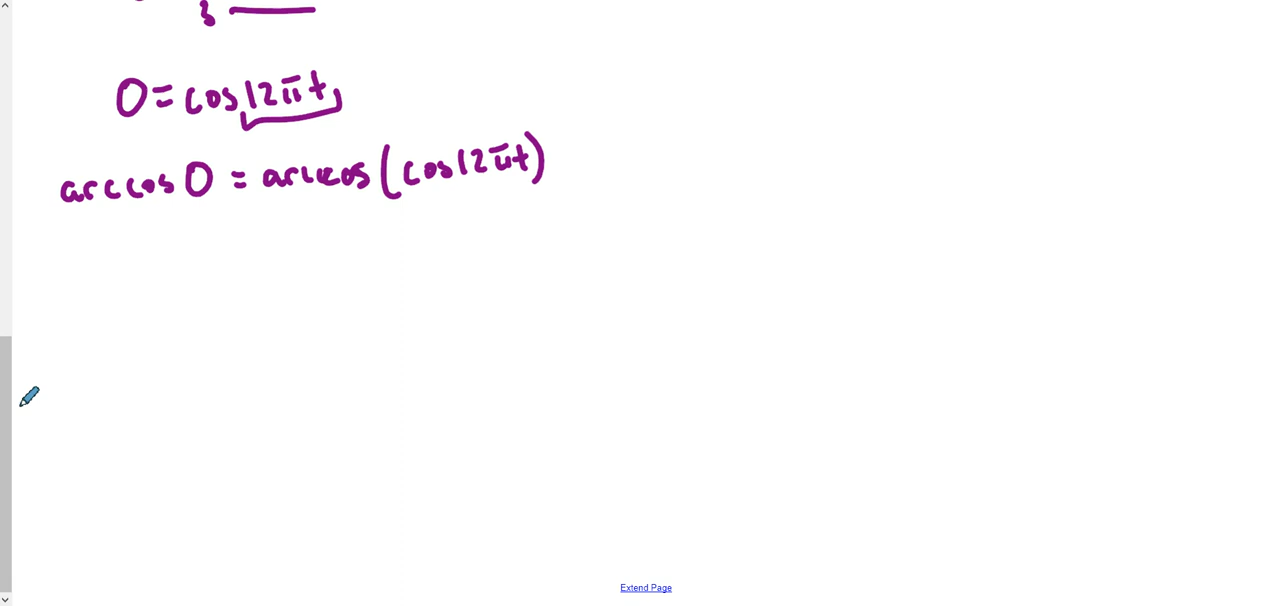 0 = cos 12πt
arccos 0 = arccos(cos 12πt)
Extend Page